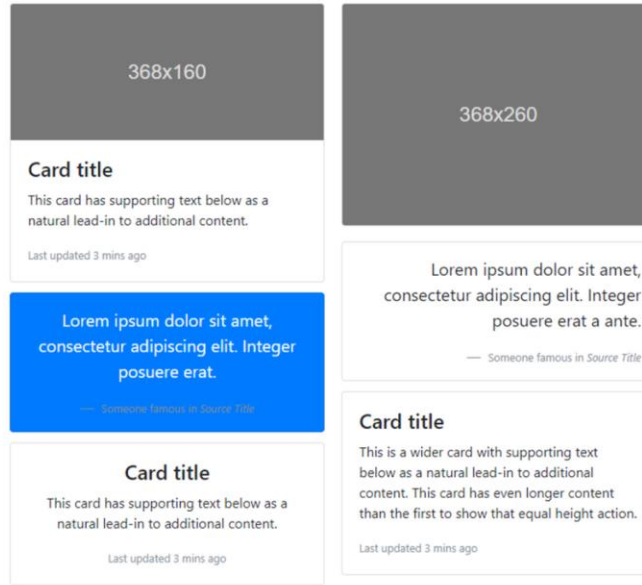 368x160
Card title
This card has supporting text below as a
natural lead-in to additional content.
Last updated 3 mins ago
Lorem ipsum dolor sit amet,
consectetur adipiscing elit. Integer
posuere erat.
— Someone famous in Source Title
Card title
This card has supporting text below as a
natural lead-in to additional content.
Last updated 3 mins ago
368x260
Lorem ipsum dolor sit amet,
consectetur adipiscing elit. Integer
posuere erat a ante.
— Someone famous in Source Title
Card title
This is a wider card with supporting text
below as a natural lead-in to additional
content. This card has even longer content
than the first to show that equal height action.
Last updated 3 mins ago